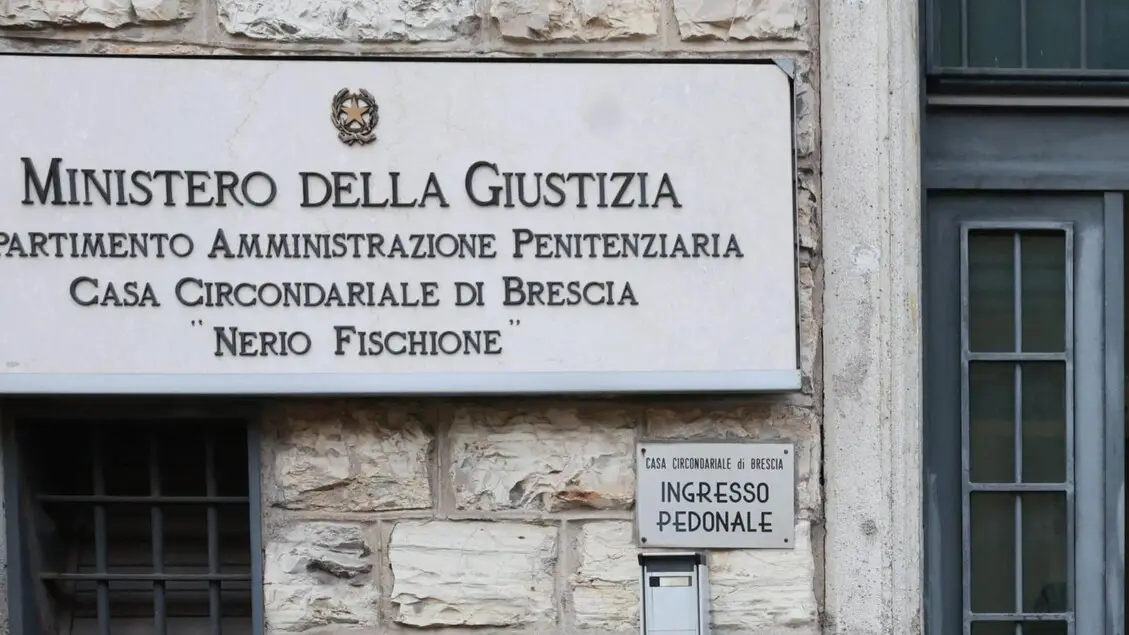 MINISTERO DELLA GIUSTIZIA
PARTIMENTO AMMINISTRAZIONE PENITENZIARIA
CASA CIRCONDARIALE DI BRESCIA
"NERIO FISCHIONE"
CASA CIRCONDARIALE di BRESCIA
INGRESSO
PEDONALE